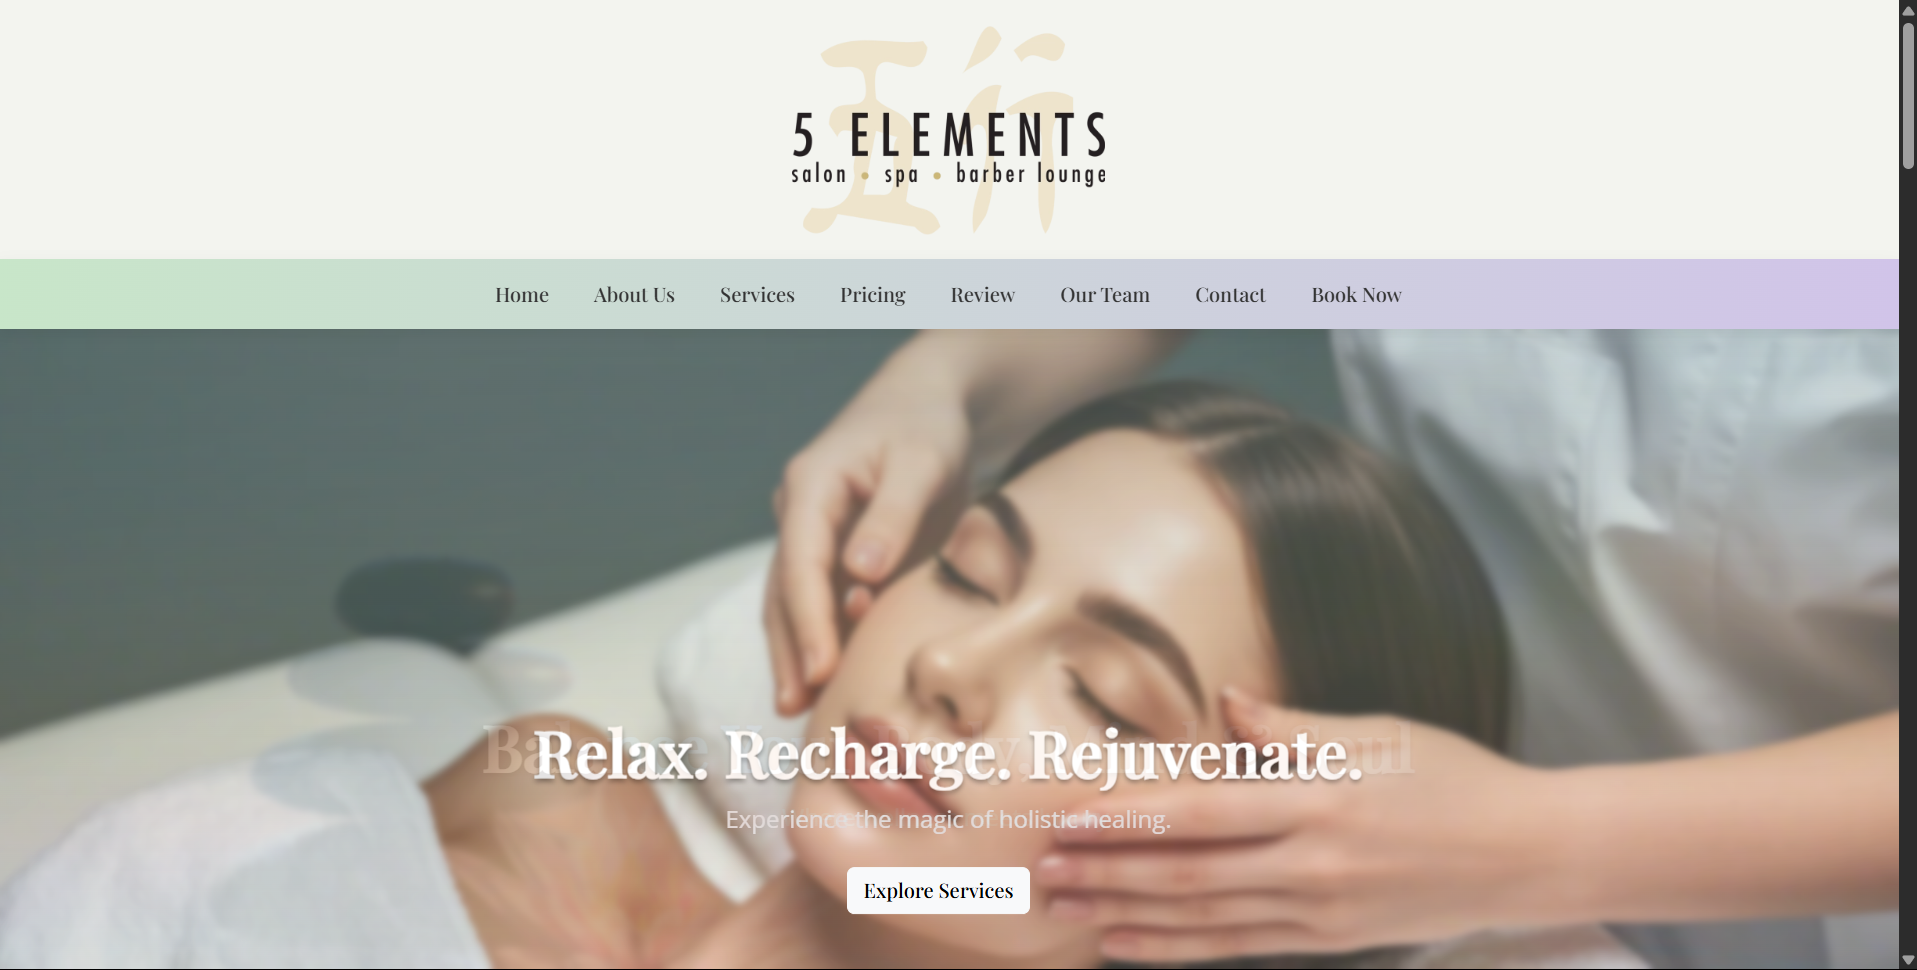 五行
5 ELEMENTS
salon • spa • barber lounge
Home About Us Services Pricing Review Our Team Contact Book Now
Relax. Recharge. Rejuvenate.
Experience the magic of holistic healing.
Explore Services